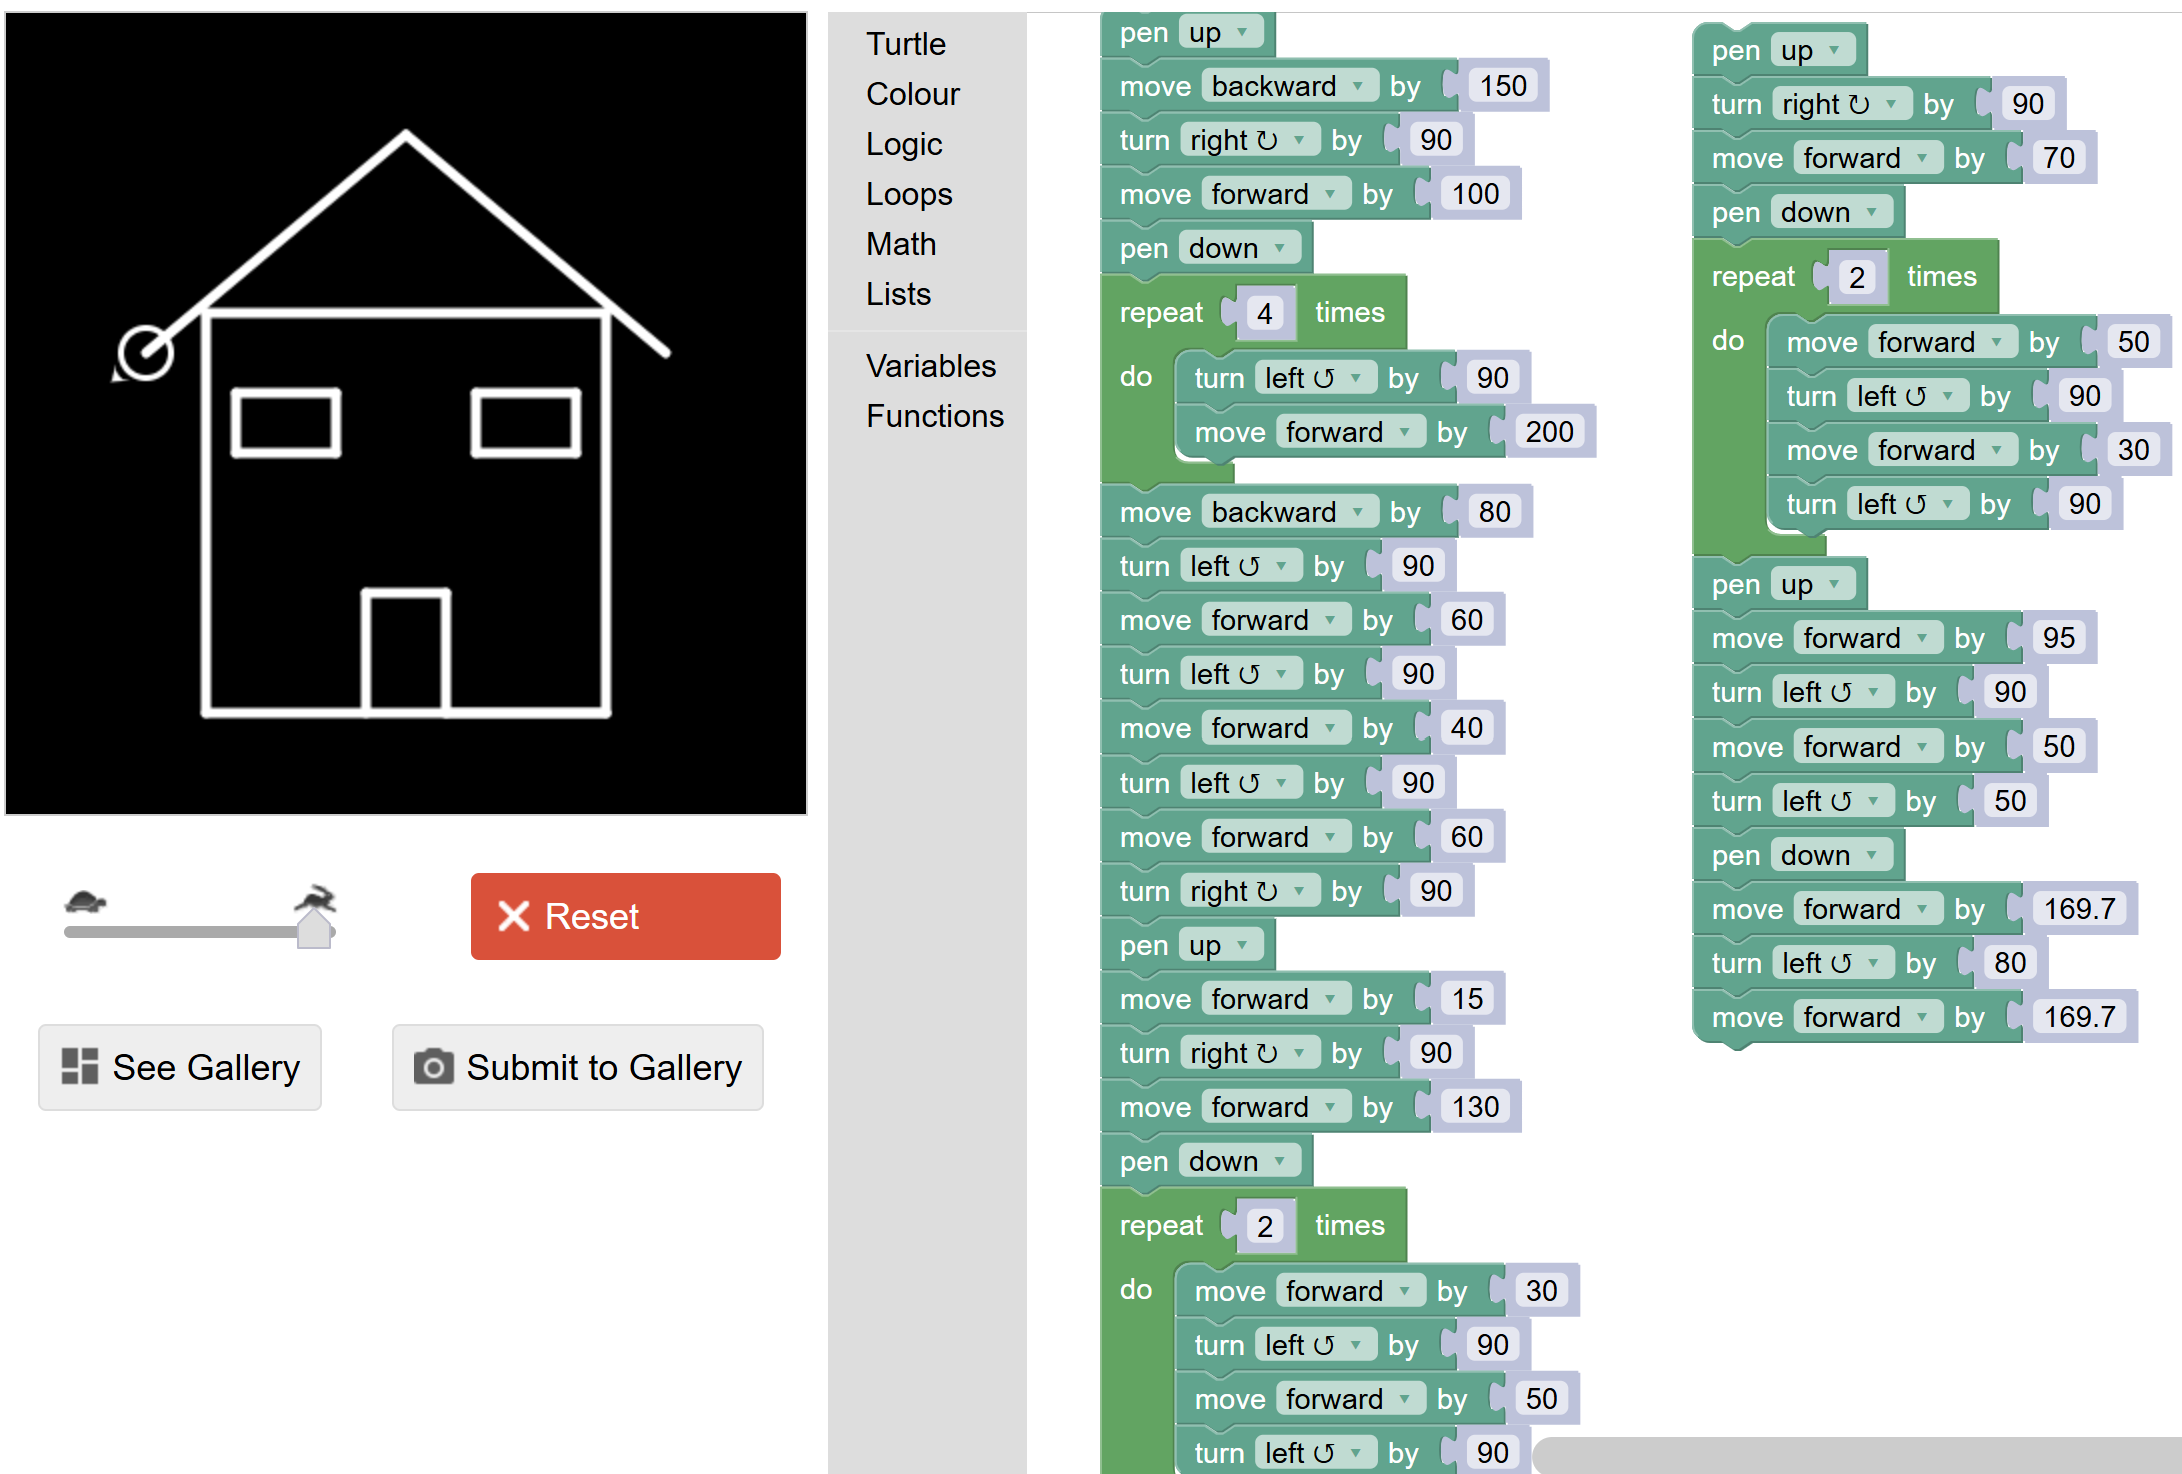 Turtle
Colour
Logic
Loops
Math
Lists
Variables
Functions
Reset
See Gallery
Submit to Gallery
pen up
move backward by 150
turn right ↻ by 90
move forward by 100
pen down
repeat 4 times
do turn left ↺ by 90
move forward by 200
move backward by 80
turn left ↺ by 90
move forward by 60
turn left ↺ by 90
move forward by 40
turn left ↺ by 90
move forward by 60
turn right ↻ by 90
pen up
move forward by 15
turn right ↻ by 90
move forward by 130
pen down
repeat 2 times
do move forward by 30
turn left ↺ by 90
move forward by 50
turn left ↺ by 90
pen up
turn right ↻ by 90
move forward by 70
pen down
repeat 2 times
do move forward by 50
turn left ↺ by 90
move forward by 30
turn left ↺ by 90
pen up
move forward by 95
turn left ↺ by 90
move forward by 50
turn left ↺ by 50
pen down
move forward by 169.7
turn left ↺ by 80
move forward by 169.7